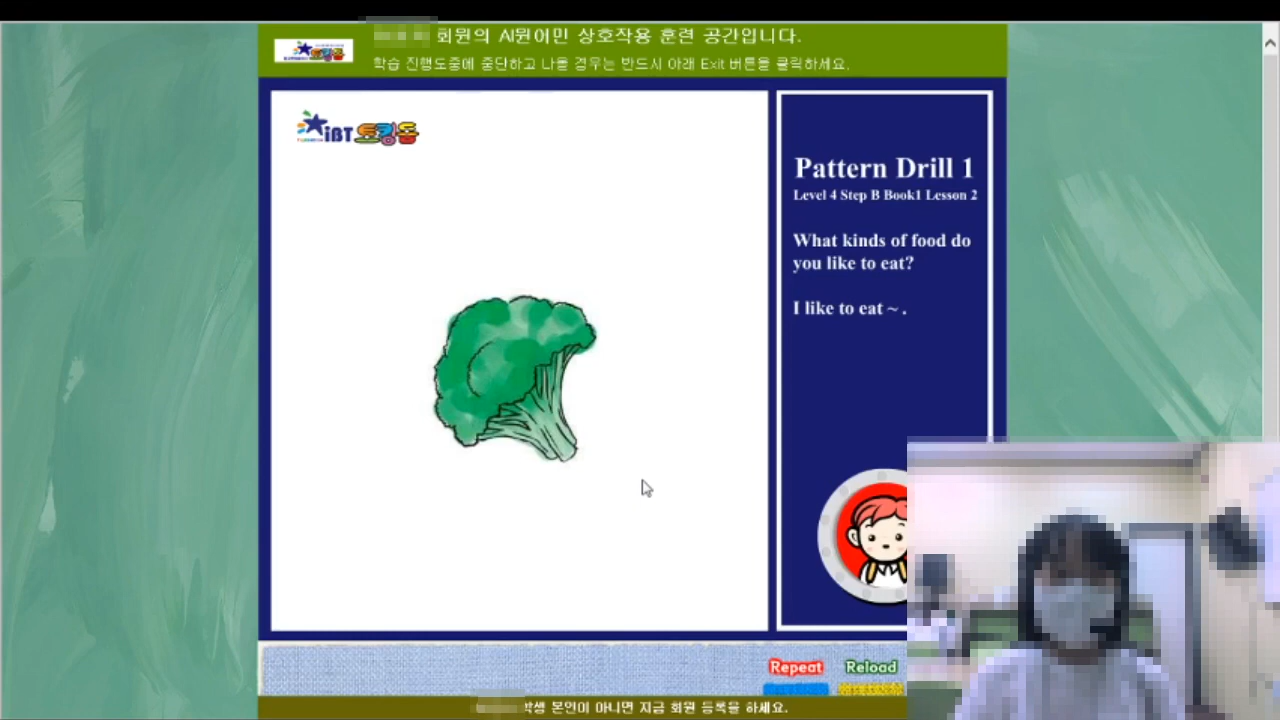 회원의 AI원어민 상호작용 훈련 공간입니다.
학습 진행도중에 중단하고 나올 경우는 반드시 아래 Exit 버튼을 클릭하세요.
iBT 토킹돔
Pattern Drill 1
Level 4 Step B Book1 Lesson 2
What kinds of food do
you like to eat?
I like to eat ~ .
Repeat
Reload
학생 본인이 아니면 지금 회원 등록을 하세요.